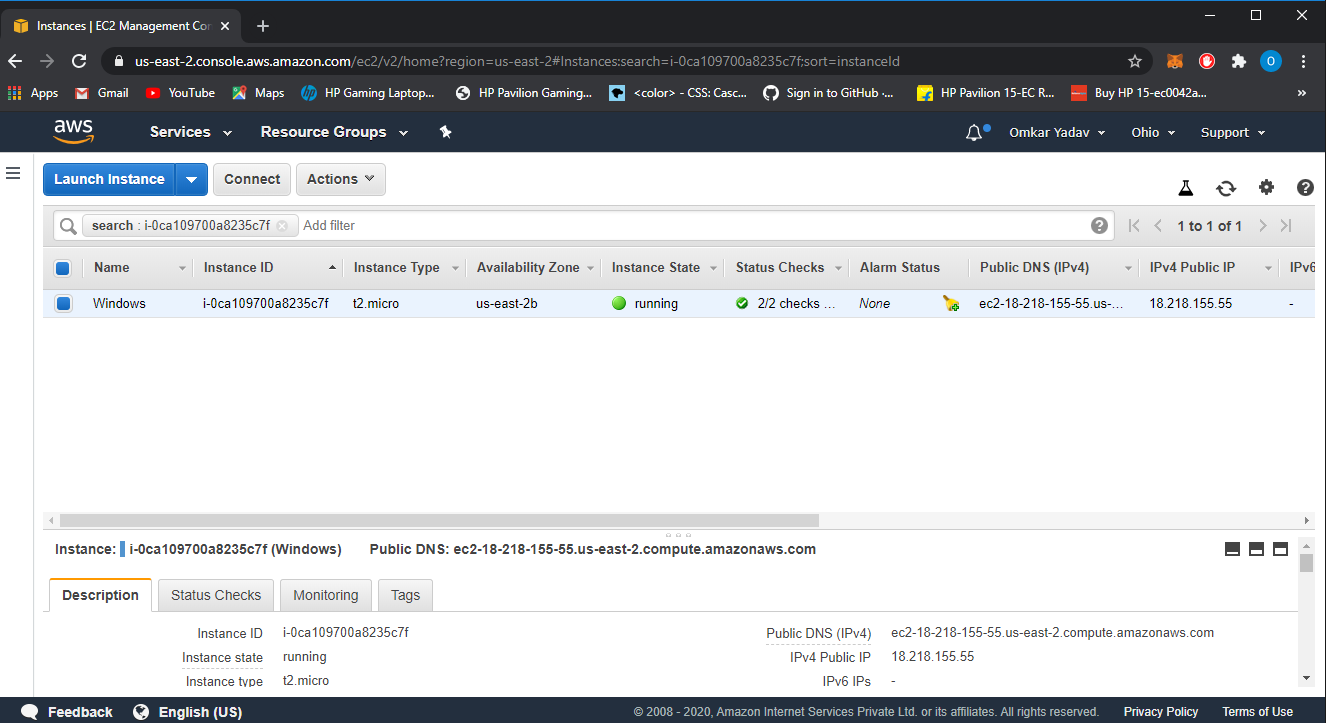 Instances | EC2 Management Cor
us-east-2.console.aws.amazon.com/ec2/v2/home?region=us-east-2#Instances:search=i-0ca109700a8235c7f;sort=instanceId
O
Apps Gmail YouTube Maps HP Gaming Laptop... HP Pavilion Gaming... <color> - CSS: Casc... Sign in to GitHub ·... HP Pavilion 15-EC R... Buy HP 15-ec0042a... »
aws Services Resource Groups Omkar Yadav Ohio Support
Launch Instance Connect Actions
search : i-0ca109700a8235c7f Add filter 1 to 1 of 1
Name Instance ID Instance Type Availability Zone Instance State Status Checks Alarm Status Public DNS (IPv4) IPv4 Public IP IPv6
Windows i-0ca109700a8235c7f t2.micro us-east-2b running 2/2 checks ... None ec2-18-218-155-55.us-... 18.218.155.55 -
Instance: i-0ca109700a8235c7f (Windows) Public DNS: ec2-18-218-155-55.us-east-2.compute.amazonaws.com
Description Status Checks Monitoring Tags
Instance ID i-0ca109700a8235c7f Public DNS (IPv4) ec2-18-218-155-55.us-east-2.compute.amazonaws.com
Instance state running IPv4 Public IP 18.218.155.55
Instance type t2.micro IPv6 IPs -
Feedback English (US) © 2008 - 2020, Amazon Internet Services Private Ltd. or its affiliates. All rights reserved. Privacy Policy Terms of Use